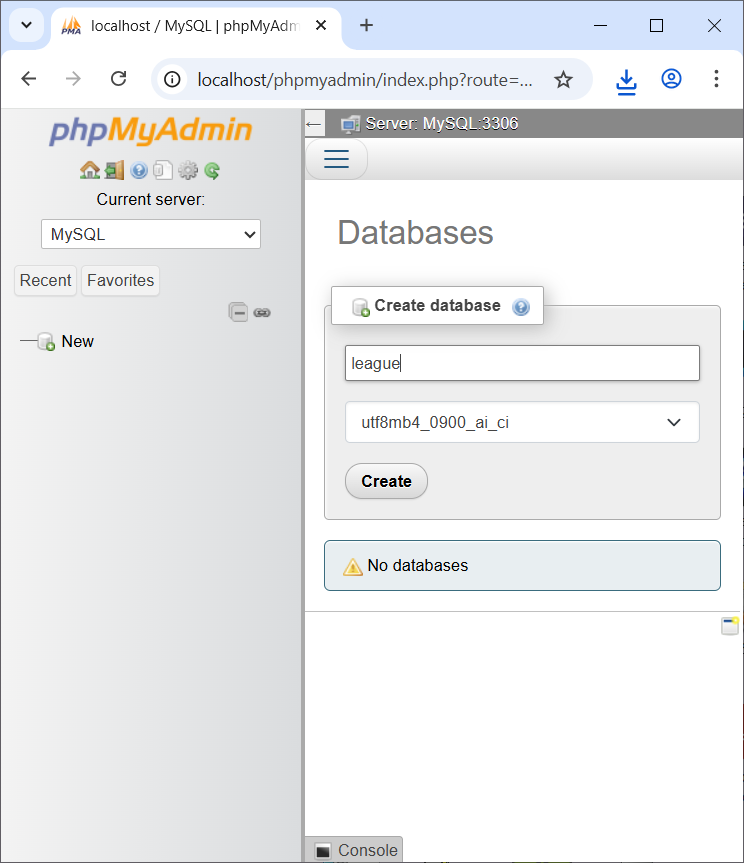 localhost / MySQL | phpMyAdm
localhost/phpmyadmin/index.php?route=...
phpMyAdmin
Current server:
MySQL
Recent Favorites
New
Server: MySQL:3306
Databases
Create database
league
utf8mb4_0900_ai_ci
Create
No databases
Console